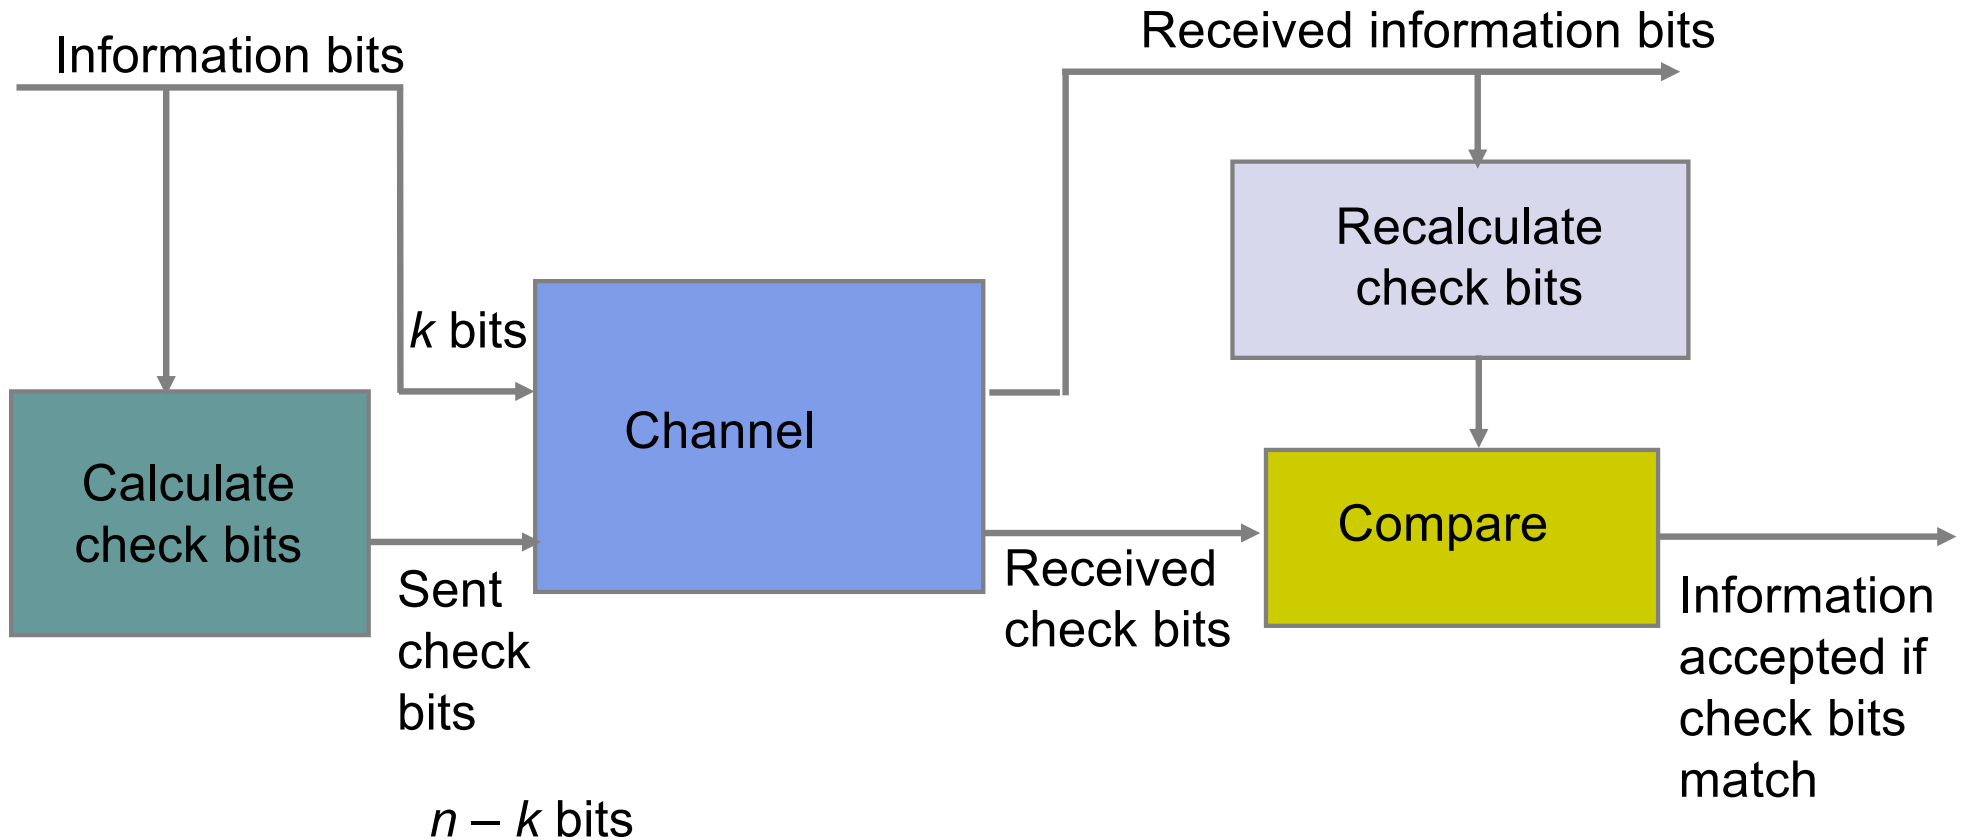 Information bits
Received information bits
Recalculate
check bits
k bits
Channel
Calculate
check bits
Compare
Sent
check
bits
Received
check bits
Information
accepted if
check bits
match
n – k bits